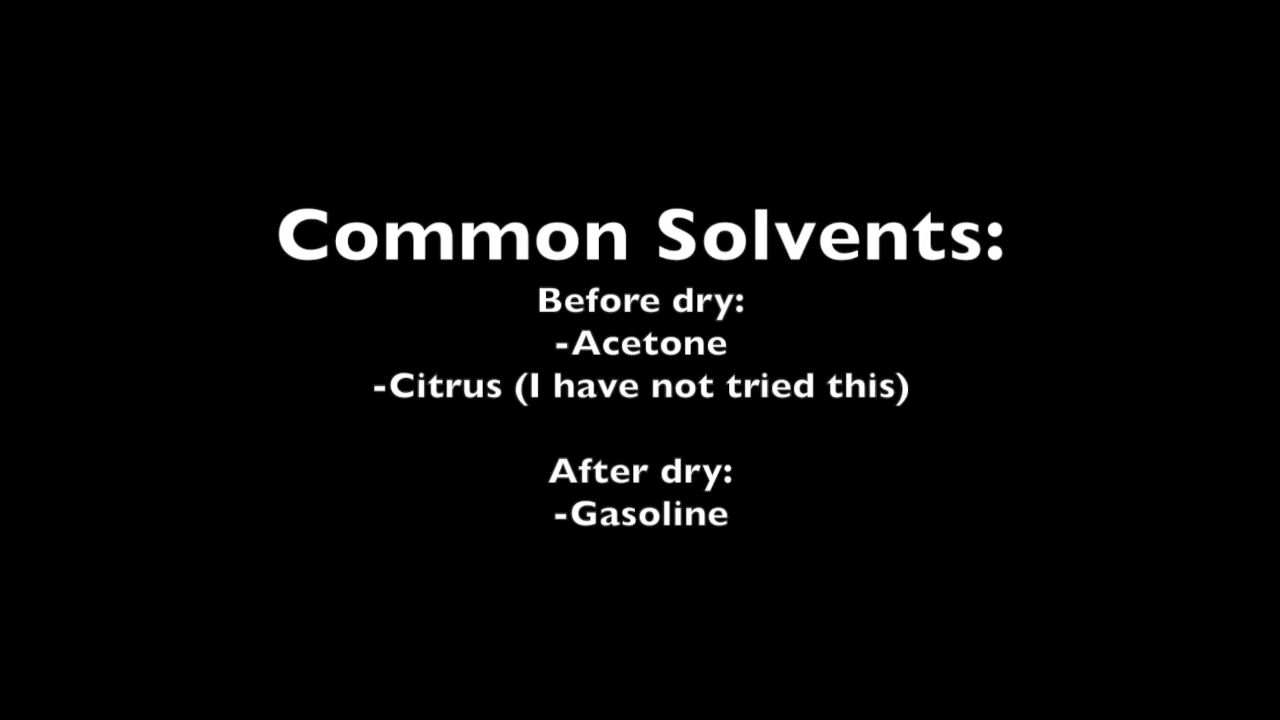 Common Solvents:
Before dry:
-Acetone
-Citrus (I have not tried this)
After dry:
-Gasoline